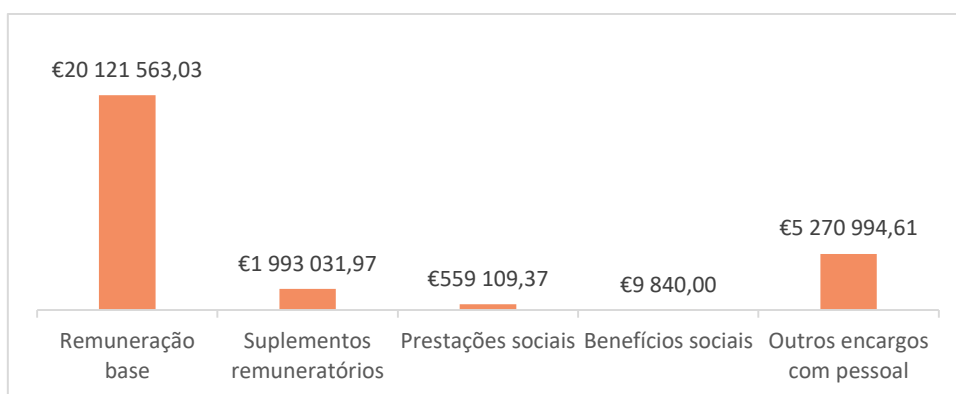 €20 121 563,03
€1 993 031,97
€559 109,37
€9 840,00
€5 270 994,61
Remuneração
base
Suplementos
remuneratórios
Prestações sociais
Benefícios sociais
Outros encargos
com pessoal